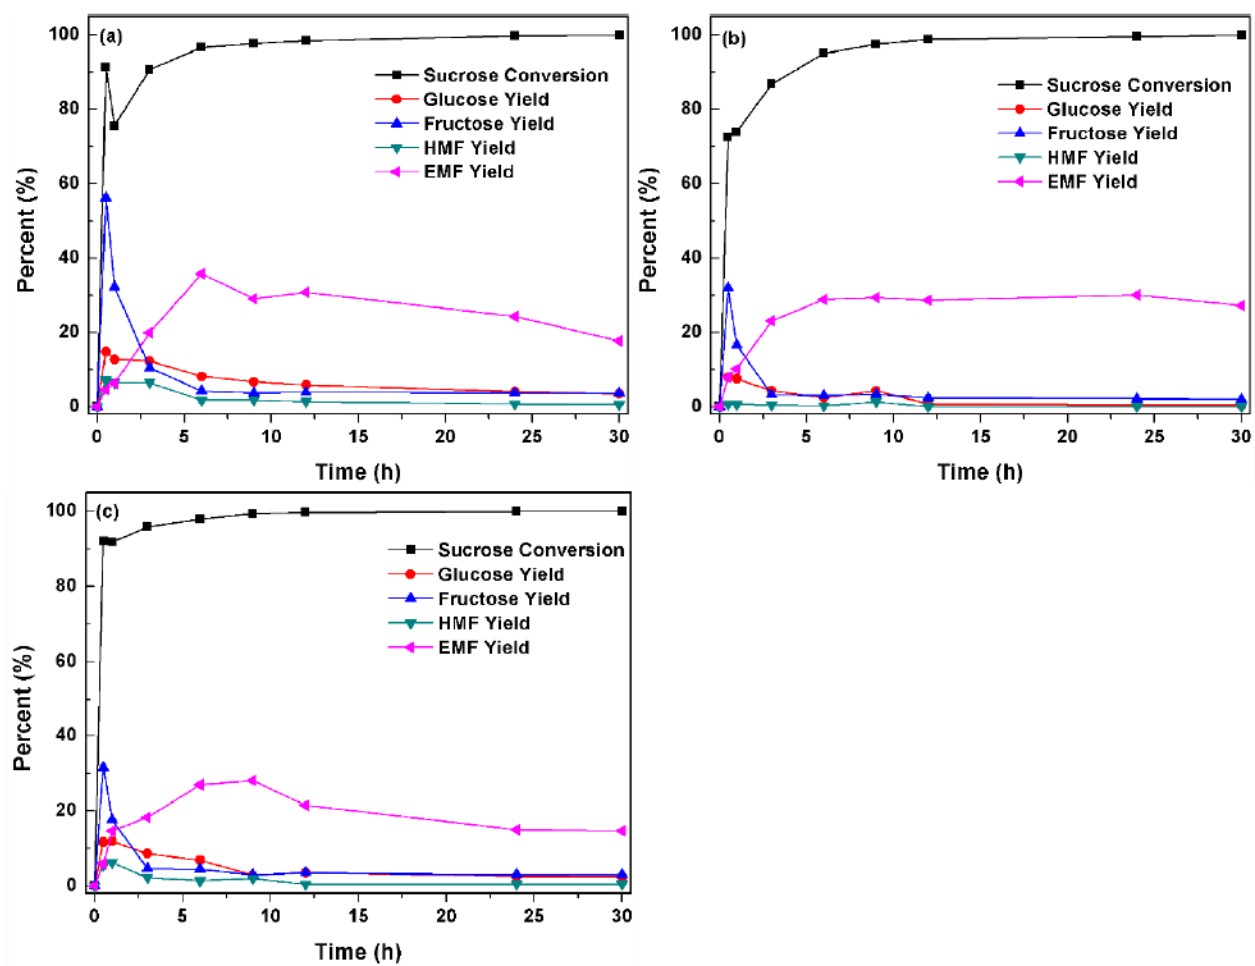 (a)
Sucrose Conversion
Glucose Yield
Fructose Yield
HMF Yield
EMF Yield
Percent (%)
100
80
60
40
20
0
0 5 10 15 20 25 30
Time (h)
(b)
Sucrose Conversion
Glucose Yield
Fructose Yield
HMF Yield
EMF Yield
Percent (%)
100
80
60
40
20
0
0 5 10 15 20 25 30
Time (h)
(c)
Sucrose Conversion
Glucose Yield
Fructose Yield
HMF Yield
EMF Yield
Percent (%)
100
80
60
40
20
0
0 5 10 15 20 25 30
Time (h)